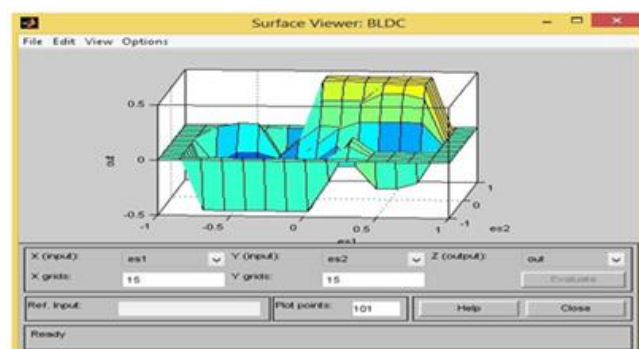 Surface Viewer: BLDC
File Edit View Options
0.5
0
-0.5
out
-1
-0.5
0
0.5
1
es1
-1
0
1
es2
X (input): es1 Y (input): es2 Z (output): out
X grids: 15 Y grids: 15 Evaluate
Ref. Input: Plot points: 101 Help Close
Ready